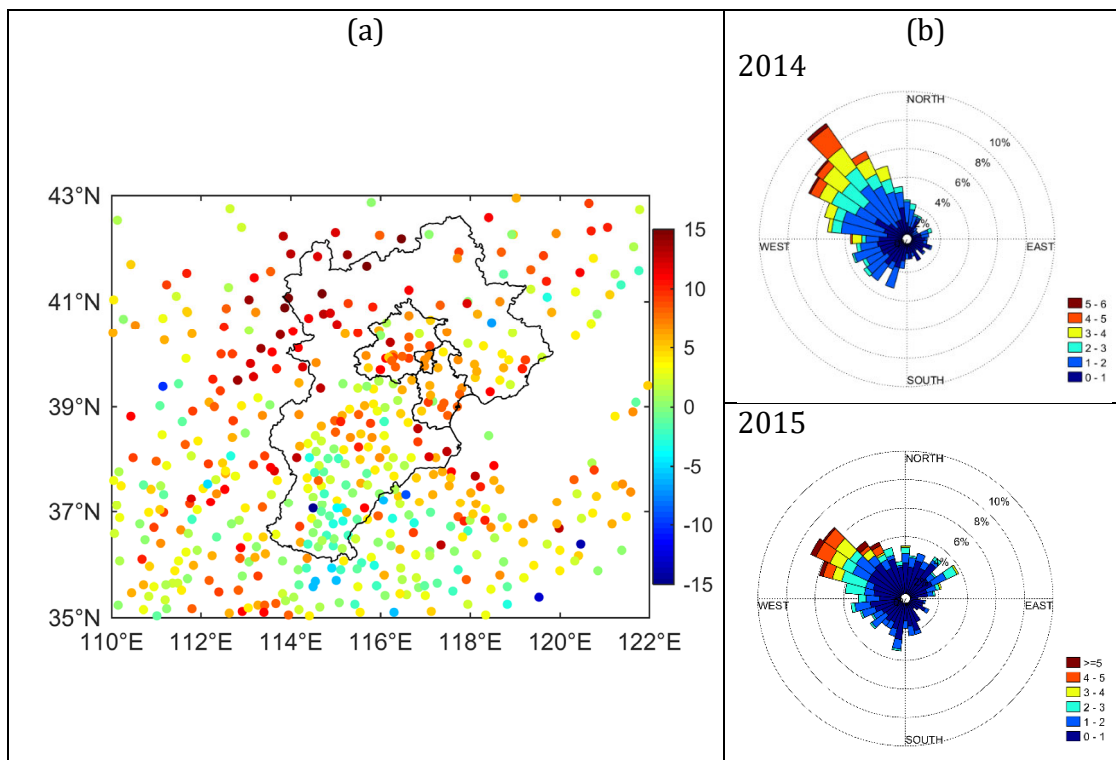 (a)
43°N
41°N
39°N
37°N
35°N
110°E 112°E 114°E 116°E 118°E 120°E 122°E
15
10
5
0
-5
-10
-15
(b)
2014
NORTH
10%
8%
6%
4%
WEST
EAST
SOUTH
5 - 6
4 - 5
3 - 4
2 - 3
1 - 2
0 - 1
2015
NORTH
10%
8%
6%
WEST
EAST
SOUTH
>=5
4 - 5
3 - 4
2 - 3
1 - 2
0 - 1